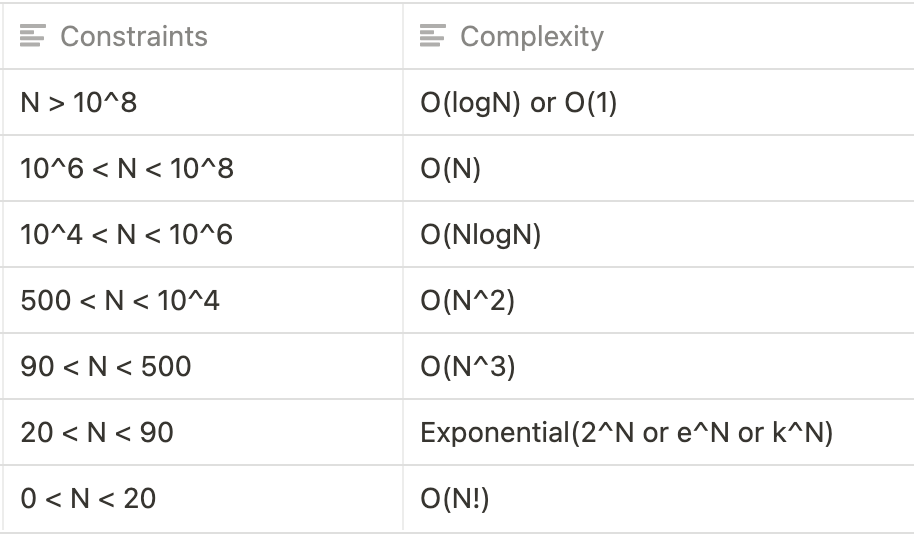 Constraints Complexity
N > 10^8 O(logN) or O(1)
10^6 < N < 10^8 O(N)
10^4 < N < 10^6 O(NlogN)
500 < N < 10^4 O(N^2)
90 < N < 500 O(N^3)
20 < N < 90 Exponential(2^N or e^N or k^N)
0 < N < 20 O(N!)